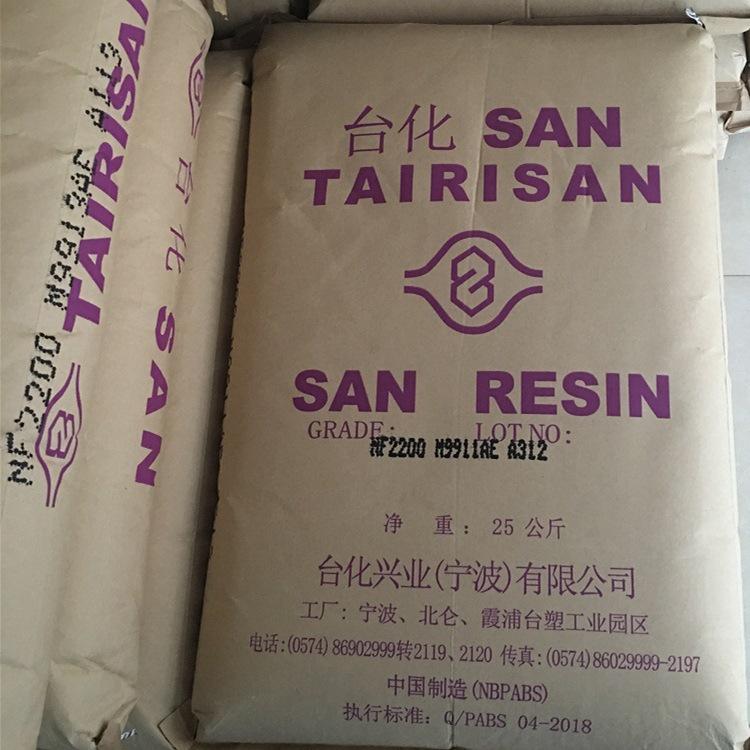 台化 SAN
TAIRISAN
SAN RESIN
GRADE: LOT NO:
NF2200 M9911AE A312
净 重: 25 公斤
台化兴业(宁波)有限公司
工厂: 宁波、北仑、霞浦台塑工业园区
电话:(0574) 86902999转2119、2120 传真:(0574)86029999-2197
中国制造(NBPABS)
执行标准: Q/PABS 04-2018
NF2200
TAIRISAN
台化 SAN